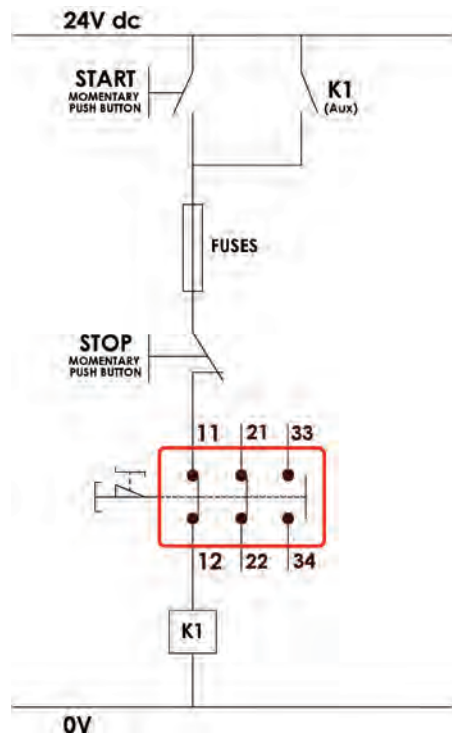 24V dc
START
MOMENTARY
PUSH BUTTON
K1
(Aux)
FUSES
STOP
MOMENTARY
PUSH BUTTON
11 21 33
12 22 34
K1
0V